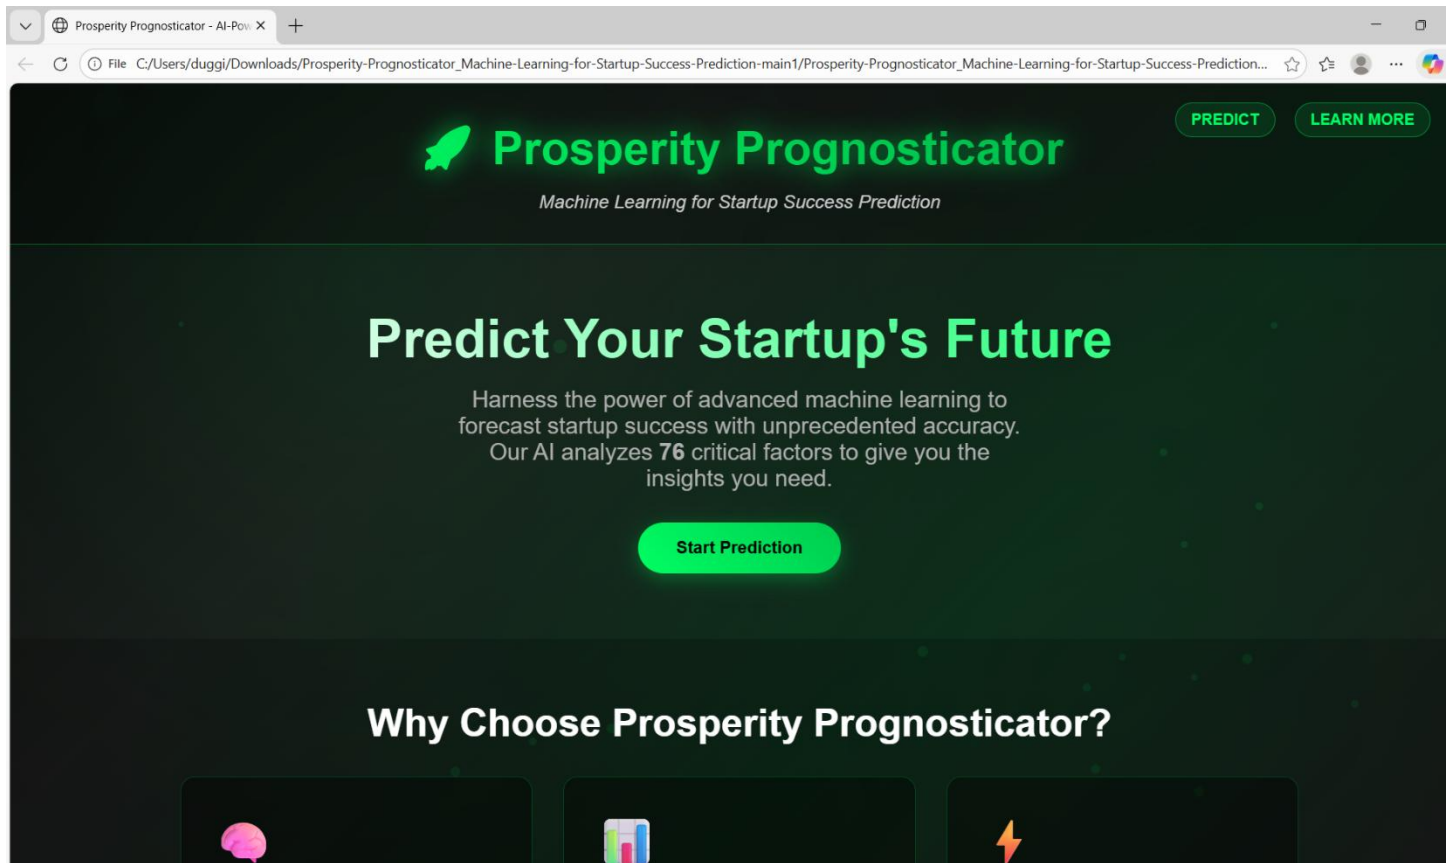 Prosperity Prognosticator - AI-Pow
File C:/Users/duggi/Downloads/Prosperity-Prognosticator_Machine-Learning-for-Startup-Success-Prediction-main1/Prosperity-Prognosticator_Machine-Learning-for-Startup-Success-Prediction...
PREDICT LEARN MORE
Prosperity Prognosticator
Machine Learning for Startup Success Prediction
Predict Your Startup's Future
Harness the power of advanced machine learning to
forecast startup success with unprecedented accuracy.
Our AI analyzes 76 critical factors to give you the
insights you need.
Start Prediction
Why Choose Prosperity Prognosticator?